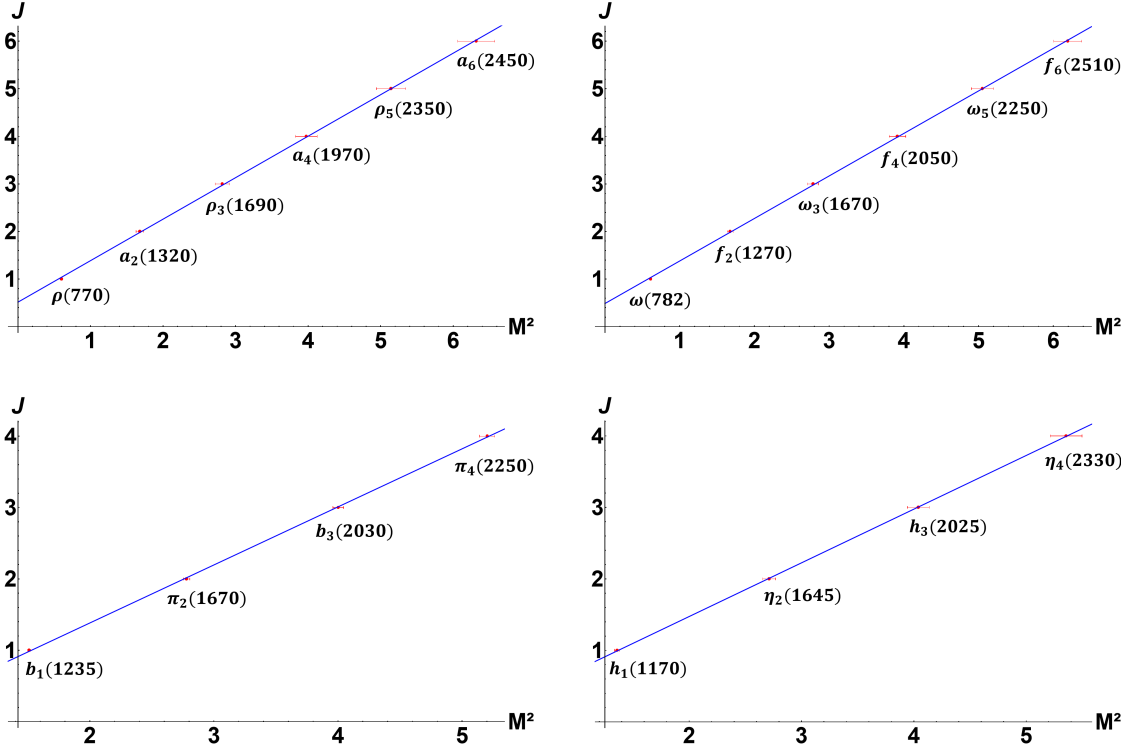 J
6
5
4
3
2
1
a₆(2450)
ρ₅(2350)
a₄(1970)
ρ₃(1690)
a₂(1320)
ρ(770)
1 2 3 4 5 6 M²
J
6
5
4
3
2
1
f₆(2510)
ω₅(2250)
f₄(2050)
ω₃(1670)
f₂(1270)
ω(782)
1 2 3 4 5 6 M²
J
4
3
2
1
π₄(2250)
b₃(2030)
π₂(1670)
b₁(1235)
2 3 4 5 M²
J
4
3
2
1
η₄(2330)
h₃(2025)
η₂(1645)
h₁(1170)
2 3 4 5 M²